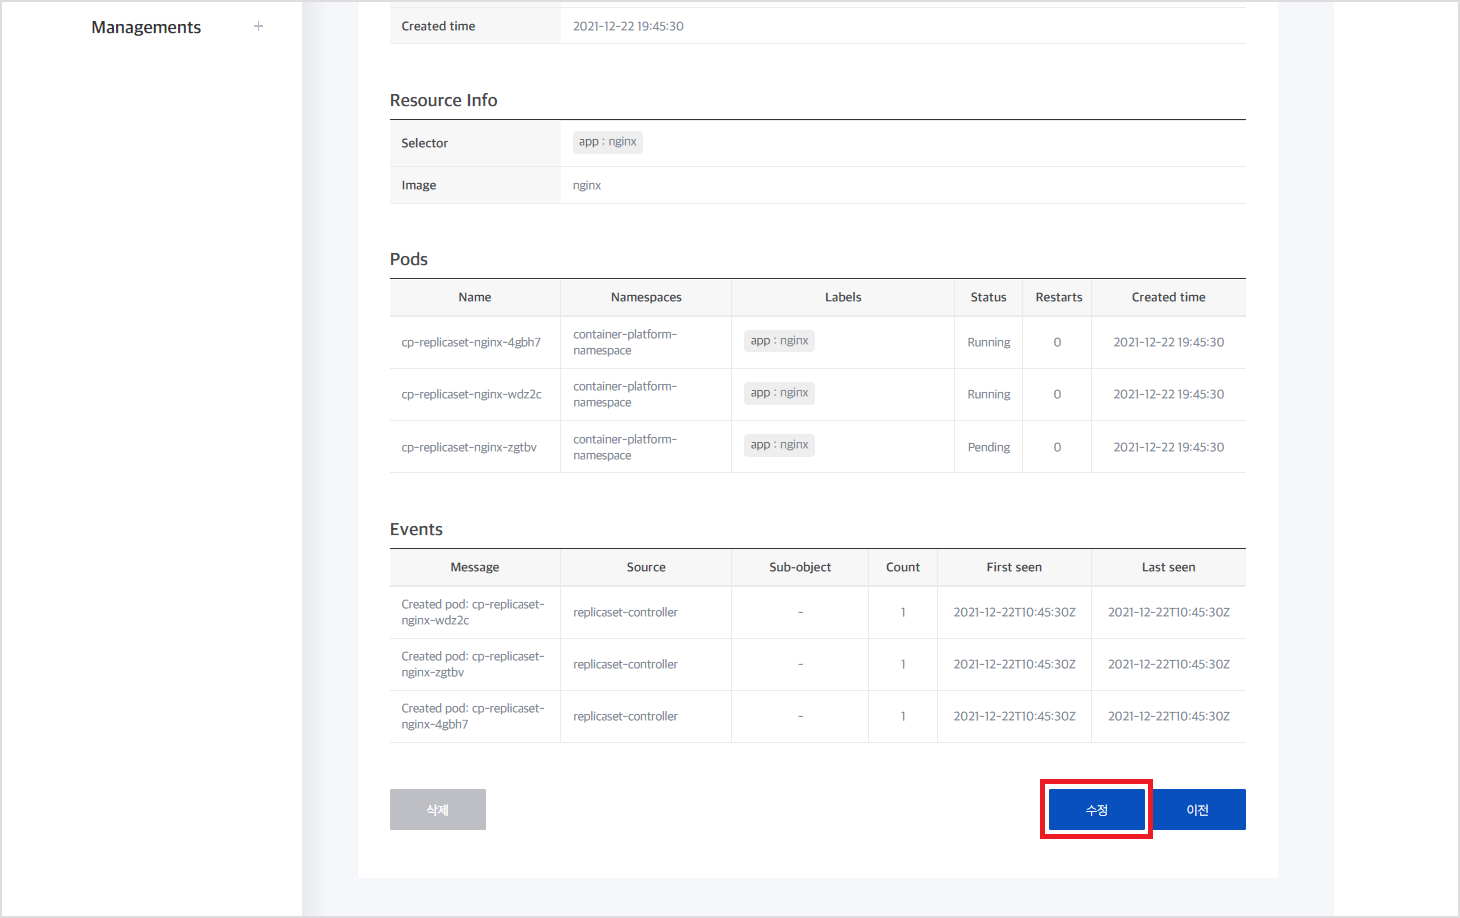 Managements +
Created time 2021-12-22 19:45:30
Resource Info
Selector app : nginx
Image nginx
Pods
Name Namespaces Labels Status Restarts Created time
cp-replicaset-nginx-4gbh7 container-platform-namespace app : nginx Running 0 2021-12-22 19:45:30
cp-replicaset-nginx-wdz2c container-platform-namespace app : nginx Running 0 2021-12-22 19:45:30
cp-replicaset-nginx-zgtbv container-platform-namespace app : nginx Pending 0 2021-12-22 19:45:30
Events
Message Source Sub-object Count First seen Last seen
Created pod: cp-replicaset-nginx-wdz2c replicaset-controller - 1 2021-12-22T10:45:30Z 2021-12-22T10:45:30Z
Created pod: cp-replicaset-nginx-zgtbv replicaset-controller - 1 2021-12-22T10:45:30Z 2021-12-22T10:45:30Z
Created pod: cp-replicaset-nginx-4gbh7 replicaset-controller - 1 2021-12-22T10:45:30Z 2021-12-22T10:45:30Z
삭제 수정 이전